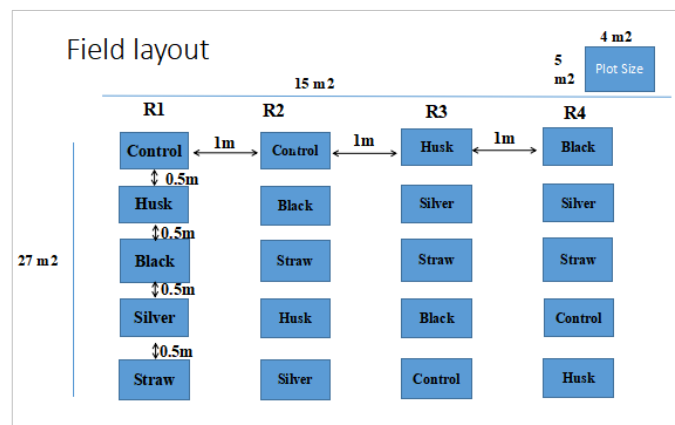 Field layout
4 m2
5
m2
Plot Size
15 m2
R1 R2 R3 R4
Control 1m Control 1m Husk 1m Black
0.5m
Husk Black Silver Silver
0.5m
27 m2
Black Straw Straw Straw
0.5m
Silver Husk Black Control
0.5m
Straw Silver Control Husk